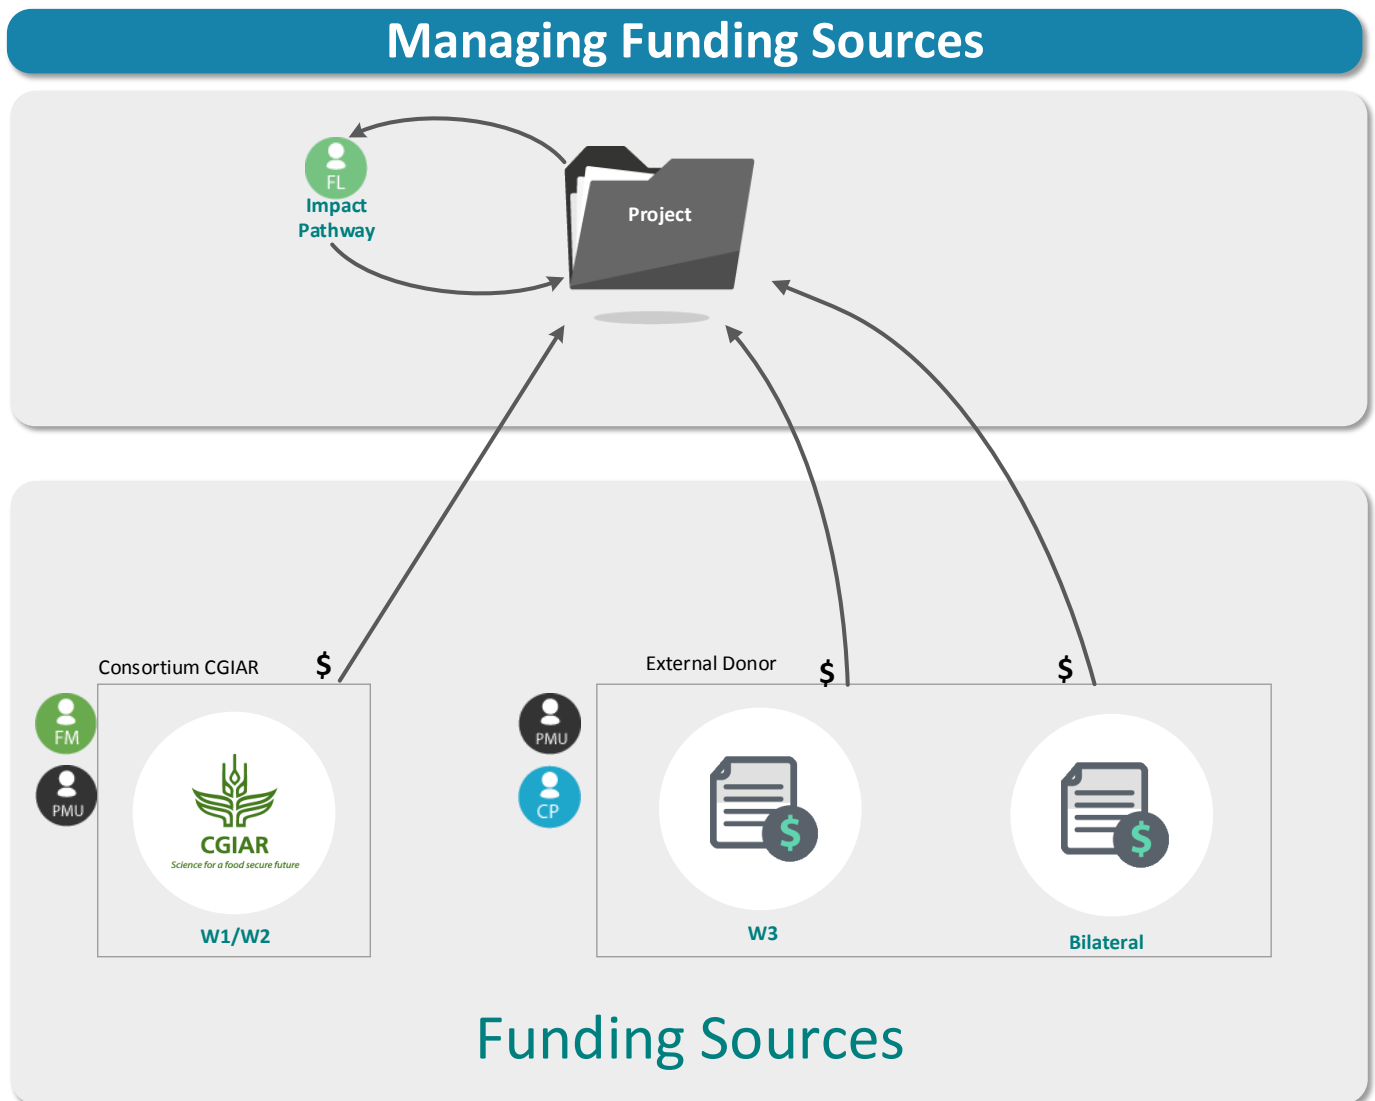 Managing Funding Sources
FL
Impact
Pathway
Project
Consortium CGIAR
$
External Donor
$
$
FM
PMU
PMU
CP
CGIAR
Science for a food secure future
$
$
W1/W2
W3
Bilateral
Funding Sources